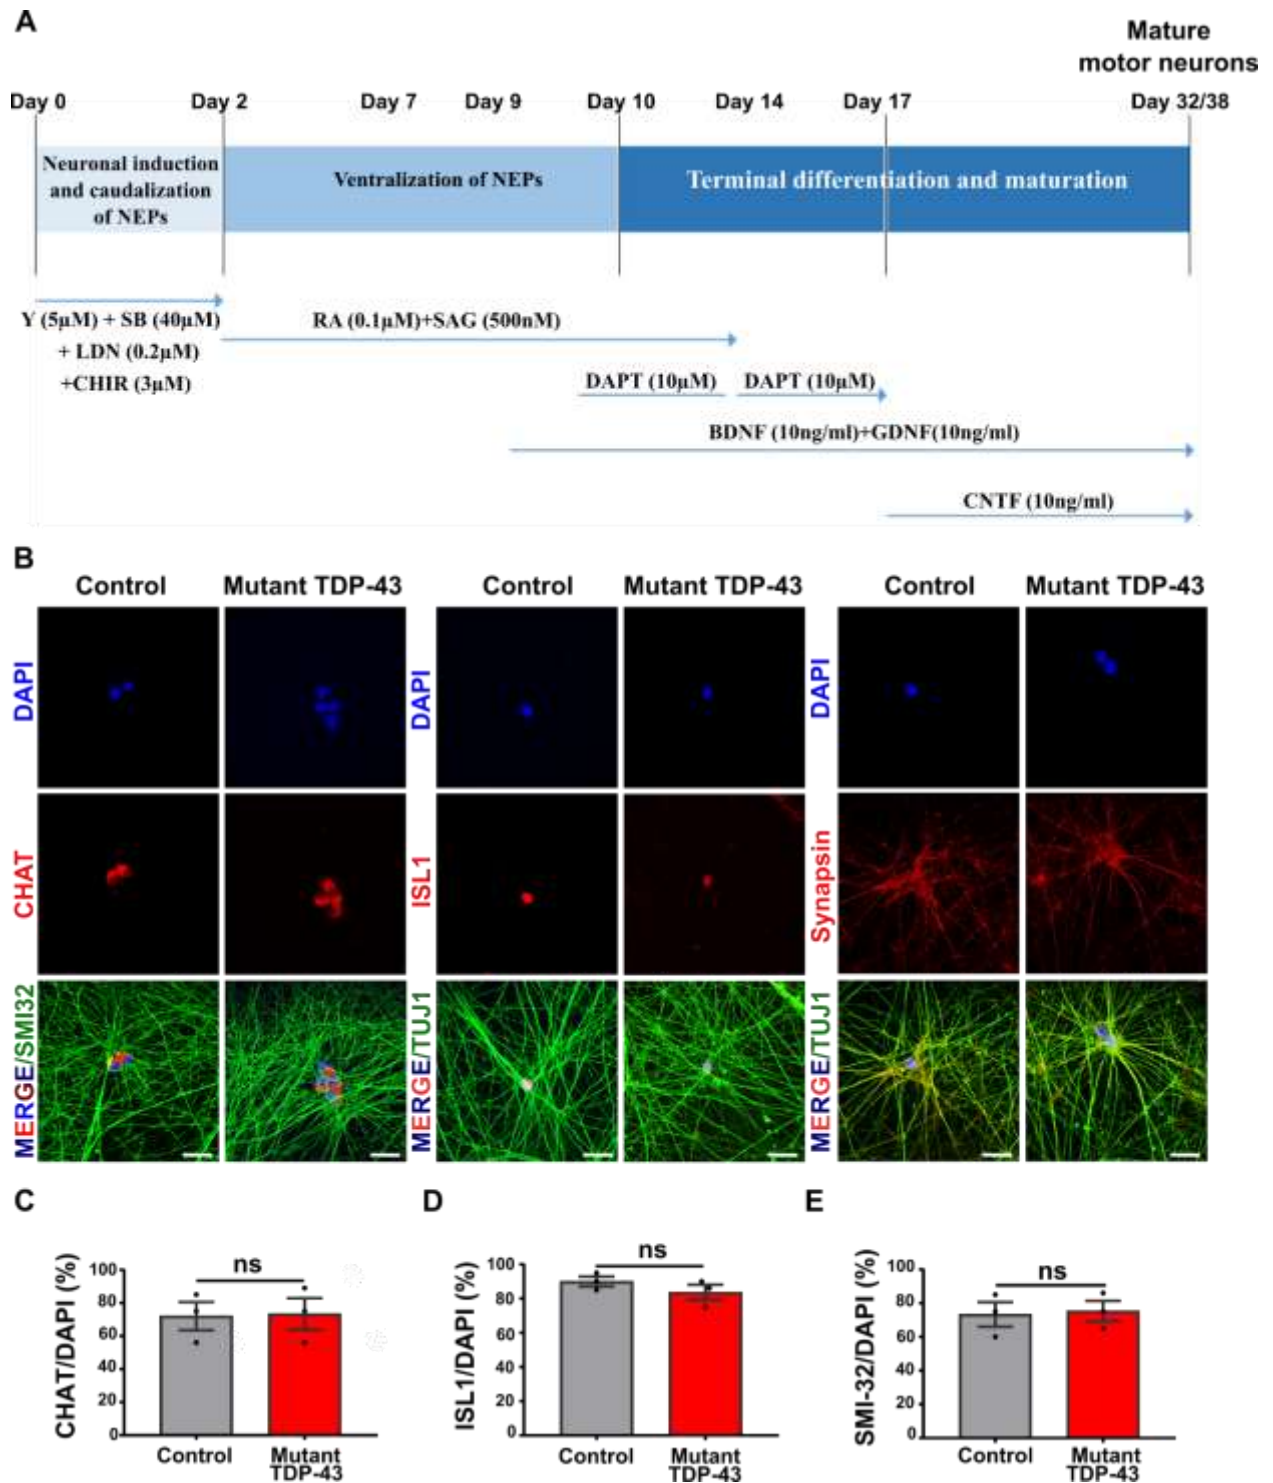 A
Mature
motor neurons
Day 0 Day 2 Day 7 Day 9 Day 10 Day 14 Day 17 Day 32/38
Neuronal induction
and caudalization
of NEPs
Ventralization of NEPs
Terminal differentiation and maturation
Y (5µM) + SB (40µM)
+ LDN (0.2µM)
+CHIR (3µM)
RA (0.1µM)+SAG (500nM)
DAPT (10µM) DAPT (10µM)
BDNF (10ng/ml)+GDNF(10ng/ml)
CNTF (10ng/ml)
B
Control Mutant TDP-43 Control Mutant TDP-43 Control Mutant TDP-43
DAPI DAPI DAPI
CHAT ISL1 Synapsin
MERGE/SMI32 MERGE/TUJ1 MERGE/TUJ1
C
CHAT/DAPI (%)
100
80
60
40
20
0
ns
Control Mutant
TDP-43
D
ISL1/DAPI (%)
100
80
60
40
80
0
ns
Control Mutant
TDP-43
E
SMI-32/DAPI (%)
100
80
60
40
20
0
ns
Control Mutant
TDP-43